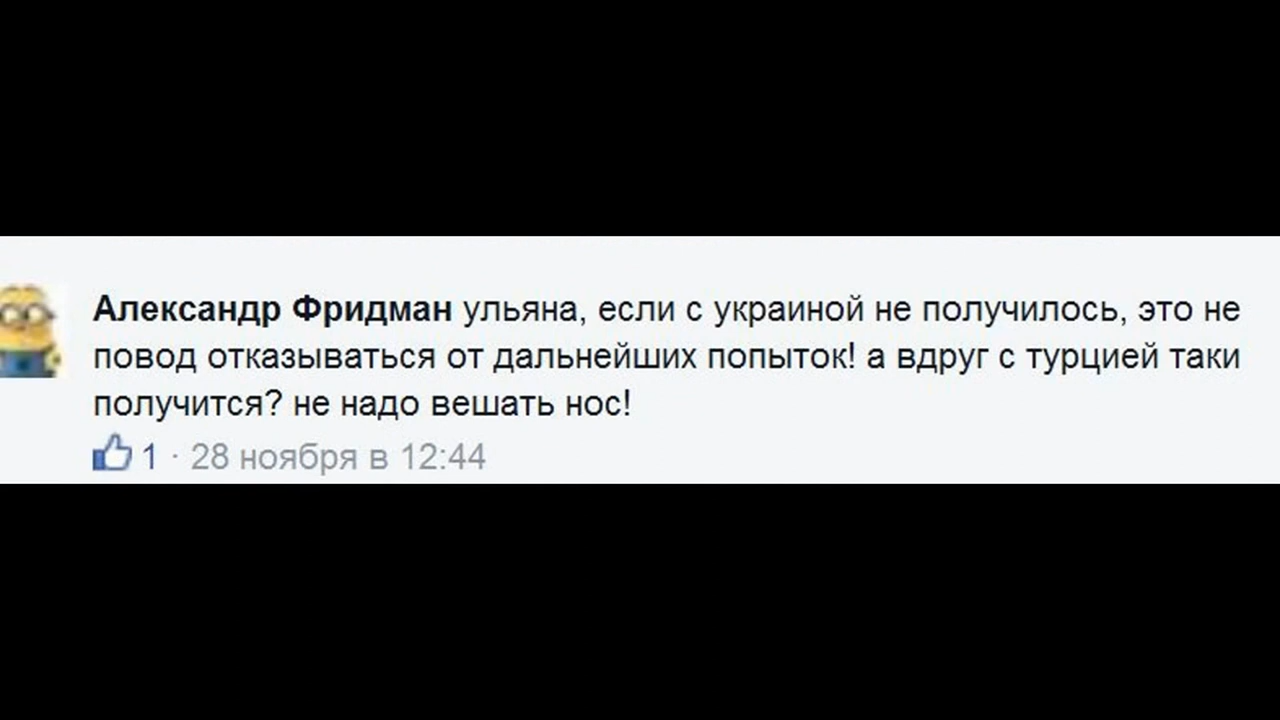 Александр Фридман ульяна, если с украиной не получилось, это не
повод отказываться от дальнейших попыток! а вдруг с турцией таки
получится? не надо вешать нос!
1 · 28 ноября в 12:44